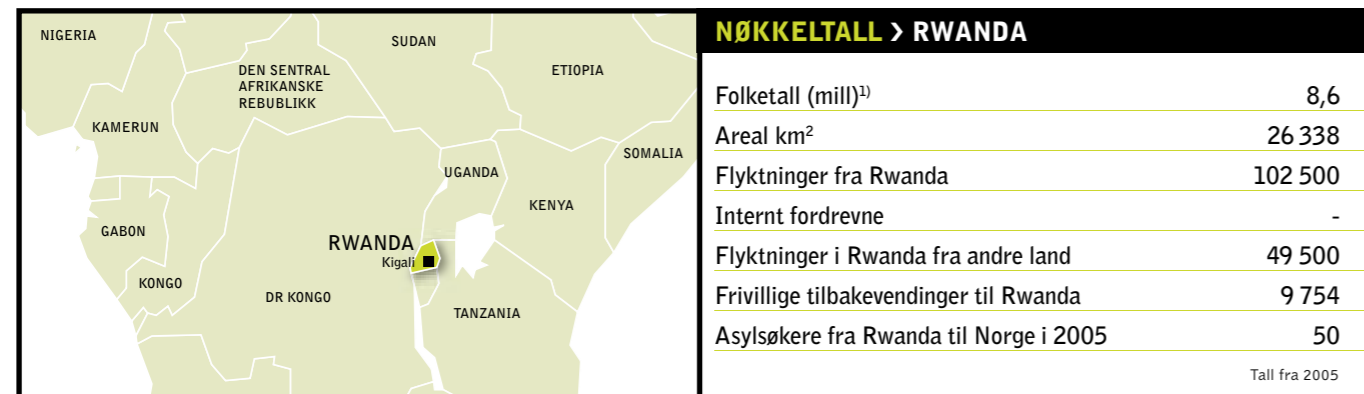 NIGERIA
SUDAN
DEN SENTRAL
AFRIKANSKE
REBUBLIKK
ETIOPIA
KAMERUN
SOMALIA
UGANDA
KENYA
GABON
RWANDA
Kigali
KONGO
DR KONGO
TANZANIA
NØKKELTALL > RWANDA
Folketall (mill)1) 8,6
Areal km² 26 338
Flyktninger fra Rwanda 102 500
Internt fordrevne -
Flyktninger i Rwanda fra andre land 49 500
Frivillige tilbakevendinger til Rwanda 9 754
Asylsøkere fra Rwanda til Norge i 2005 50
Tall fra 2005